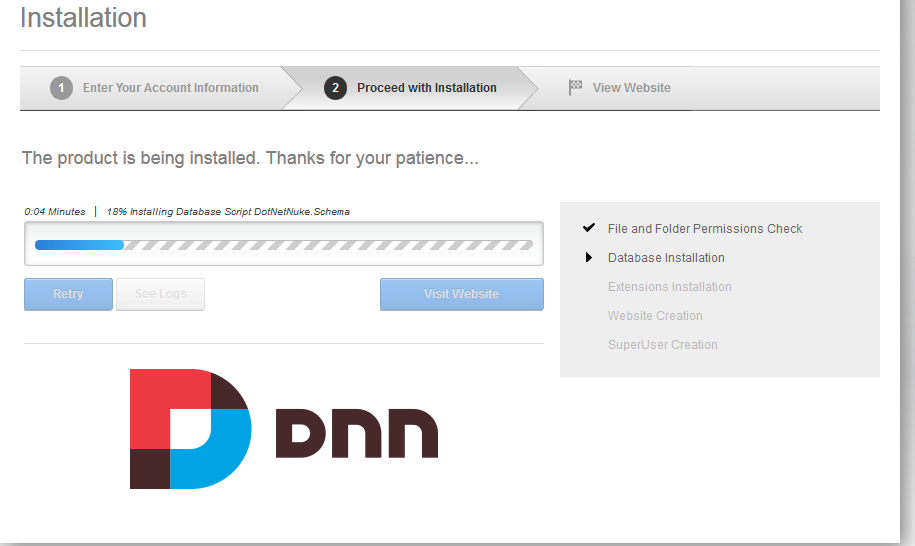 Installation
1 Enter Your Account Information 2 Proceed with Installation View Website
The product is being installed. Thanks for your patience...
0:04 Minutes | 18% Installing Database Script DotNetNuke.Schema
Retry See Logs Visit Website
File and Folder Permissions Check
Database Installation
Extensions Installation
Website Creation
SuperUser Creation
DNN